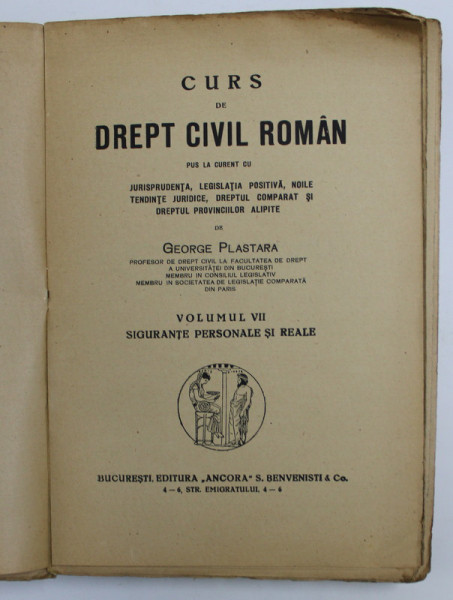 CURS
DE
DREPT CIVIL ROMÂN
PUS LA CURENT CU
JURISPRUDENȚA, LEGISLAȚIA POSITIVĂ, NOILE
TENDINȚE JURIDICE, DREPTUL COMPARAT ȘI
DREPTUL PROVINCIILOR ALIPITE
DE
GEORGE PLASTARA
PROFESOR DE DREPT CIVIL LA FACULTATEA DE DREPT
A UNIVERSITĂȚEI DIN BUCUREȘTI
MEMBRU IN CONSILIUL LEGISLATIV
MEMBRU IN SOCIETATEA DE LEGISLAȚIE COMPARATĂ
DIN PARIS
VOLUMUL VII
SIGURANȚE PERSONALE ȘI REALE
BUCUREȘTI. EDITURA „ANCORA" S. BENVENISTI & Co.
4 — 6, STR. EMIGRATULUI, 4 — 6